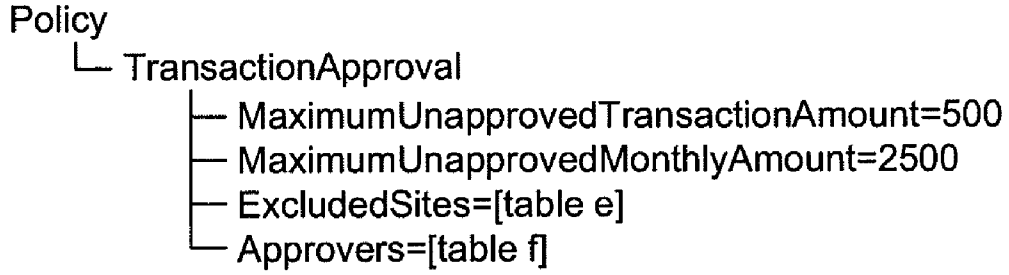 Policy
TransactionApproval
MaximumUnapprovedTransactionAmount=500
MaximumUnapprovedMonthlyAmount=2500
ExcludedSites=[table e]
Approvers=[table f]